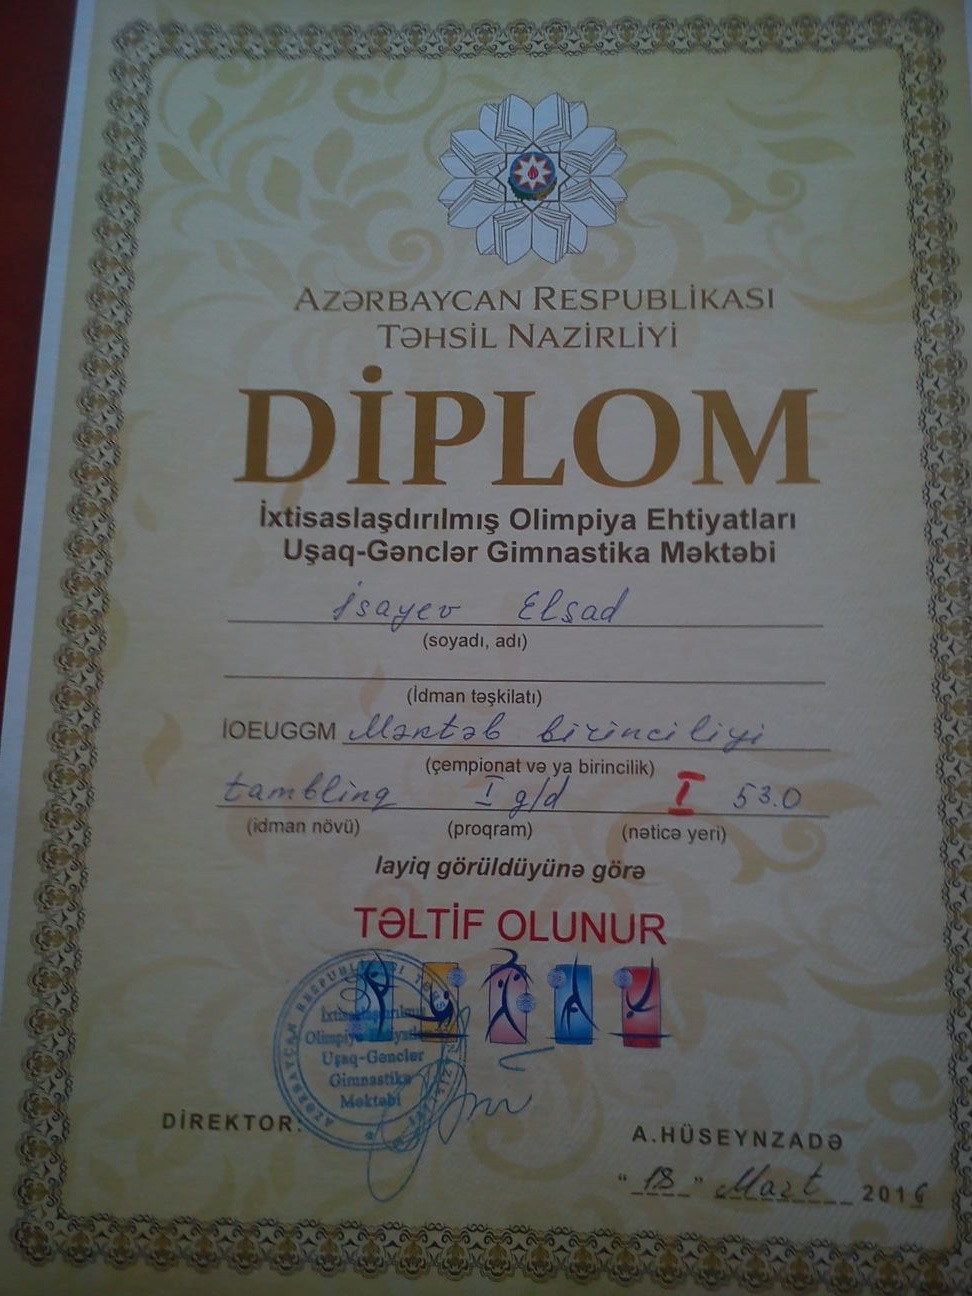 AZƏRBAYCAN RESPUBLİKASI
TƏHSİL NAZİRLİYİ
DİPLOM
İxtisaslaşdırılmış Olimpiya Ehtiyatları
Uşaq-Gənclər Gimnastika Məktəbi
İsayev Elşad
(soyadı, adı)
(İdman təşkilatı)
İOEUGGM Məktəb birinciliyi
(çempionat və ya birincilik)
tambling I g/d I 53.0
(idman növü) (proqram) (nəticə yeri)
layiq görüldüyünə görə
TƏLTİF OLUNUR
Olimpiya
Uşaq-Gənclər
Gimnastika
Məktəbi
DİREKTOR:
A.HÜSEYNZADƏ
"18" Mart 2016